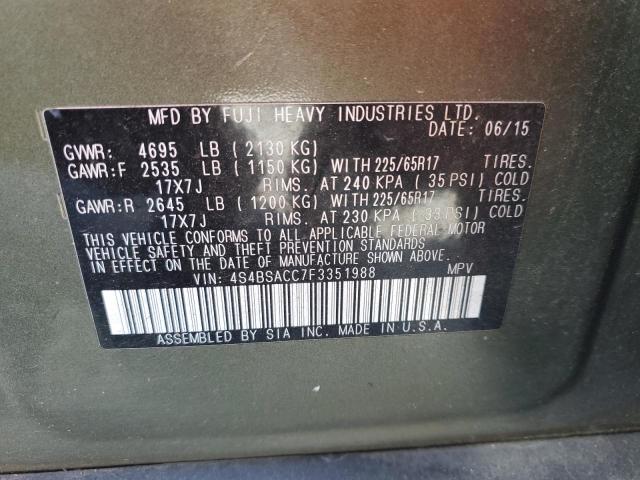 MFD BY FUJI HEAVY INDUSTRIES LTD.
DATE: 06/15
GVWR: 4695 LB (2130 KG)
GAWR:F 2535 LB (1150 KG) WITH 225/65R17 TIRES.
17X7J RIMS. AT 240 KPA (35 PSI) COLD
GAWR:R 2645 LB (1200 KG) WITH 225/65R17 TIRES.
17X7J RIMS. AT 230 KPA (33 PSI) COLD
THIS VEHICLE CONFORMS TO ALL APPLICABLE FEDERAL MOTOR
VEHICLE SAFETY AND THEFT PREVENTION STANDARDS
IN EFFECT ON THE DATE OF MANUFACTURE SHOWN ABOVE.
VIN: 4S4BSACC7F3351988 MPV
ASSEMBLED BY SIA INC. MADE IN U.S.A.